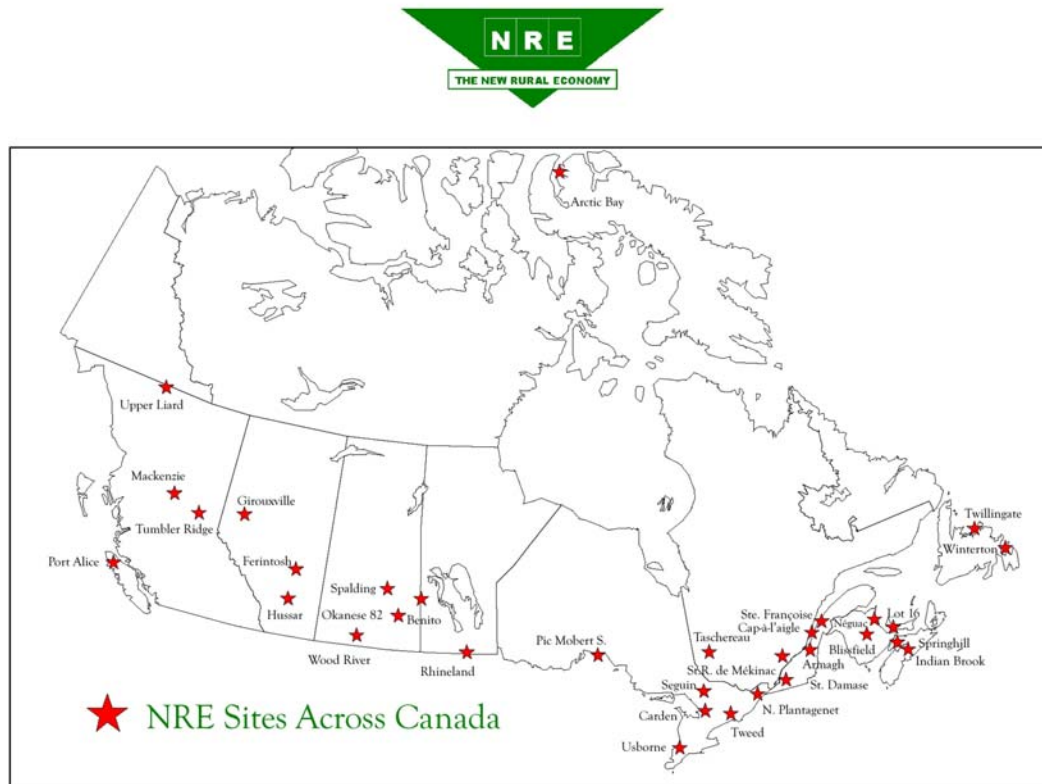 NRE
THE NEW RURAL ECONOMY
Arctic Bay
Upper Liard
Mackenzie
Girouxville
Tumbler Ridge
Twillingate
Winterton
Port Alice
Ferintosh
Spalding
Hussar
Okanese 82
Benito
Ste. Françoise
Lot 16
Néguac
Cap-à-l'aigle
Taschereau
Pic Mobert S.
Blissfield
Springhill
Wood River
Rhineland
Armagh
Indian Brook
St.R. de Mékinac
Seguin
St. Damase
N. Plantagenet
Carden
Tweed
Usborne
NRE Sites Across Canada